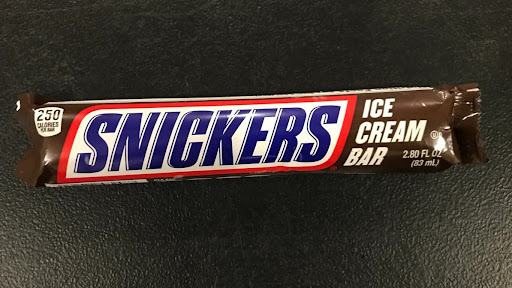 250
CALORIES
PER BAR
SNICKERS
ICE
CREAM
BAR
2.80 FL OZ
(83 mL)